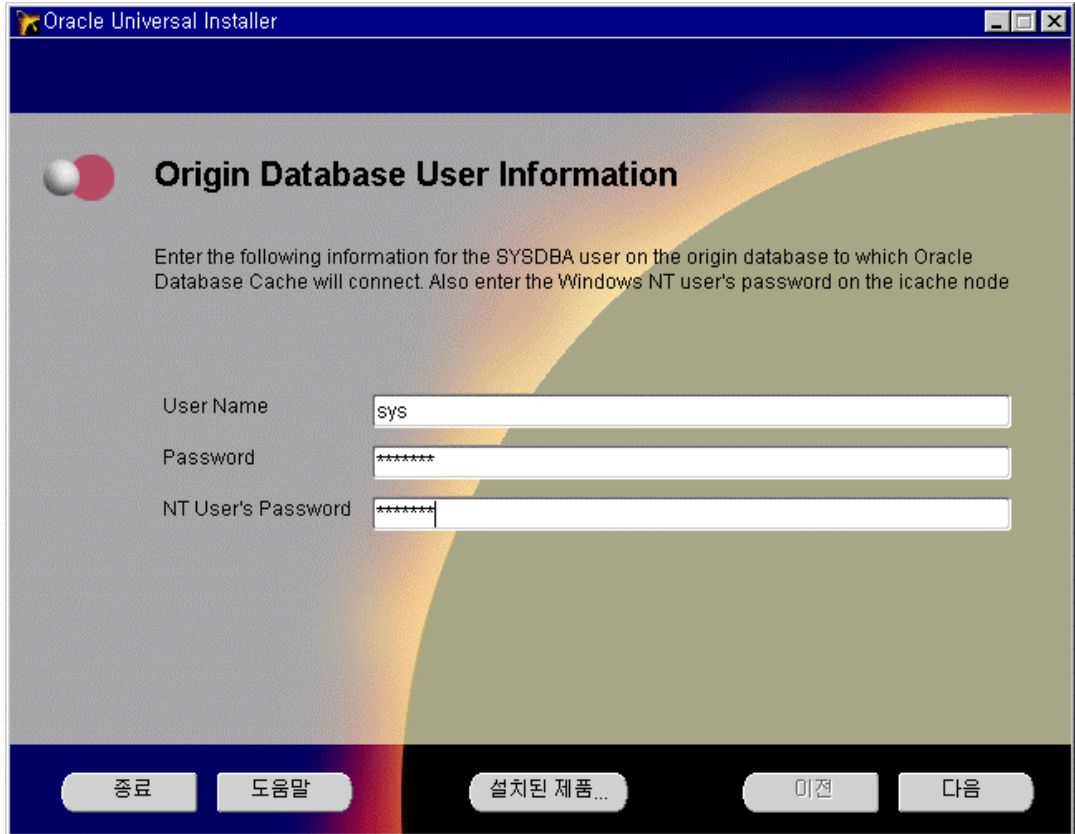 Oracle Universal Installer
Origin Database User Information
Enter the following information for the SYSDBA user on the origin database to which Oracle
Database Cache will connect. Also enter the Windows NT user's password on the icache node
User Name
sys
Password
*******
NT User's Password
*******
종료
도움말
설치된 제품...
이전
다음